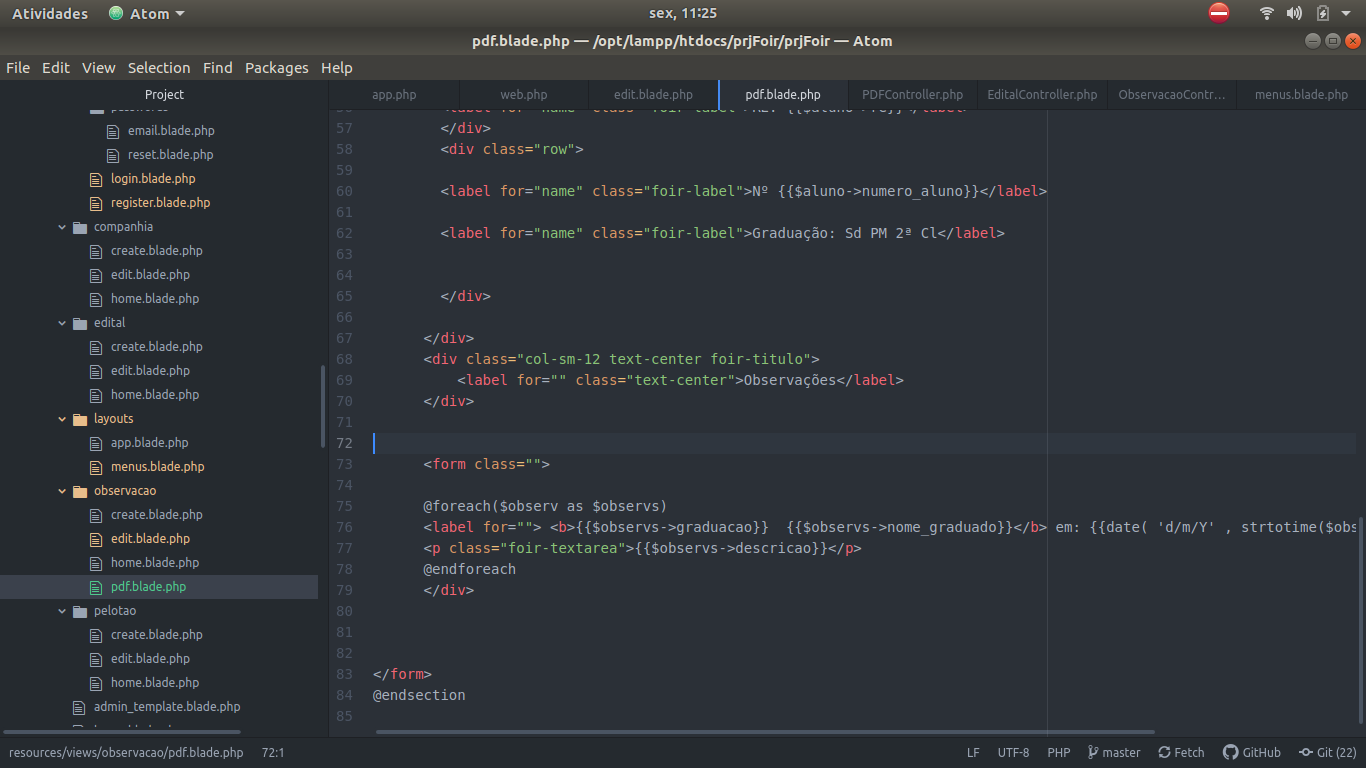 Atividades
Atom
sex, 11:25
pdf.blade.php — /opt/lampp/htdocs/prjFoir/prjFoir — Atom
File Edit View Selection Find Packages Help
Project
email.blade.php
reset.blade.php
login.blade.php
register.blade.php
companhia
create.blade.php
edit.blade.php
home.blade.php
edital
create.blade.php
edit.blade.php
home.blade.php
layouts
app.blade.php
menus.blade.php
observacao
create.blade.php
edit.blade.php
home.blade.php
pdf.blade.php
pelotao
create.blade.php
edit.blade.php
home.blade.php
admin_template.blade.php
app.php web.php edit.blade.php pdf.blade.php PDFController.php EditalController.php ObservacaoContr... menus.blade.php
57 </div>
58 <div class="row">
59
60 <label for="name" class="foir-label">Nº {{$aluno->numero_aluno}}</label>
61
62 <label for="name" class="foir-label">Graduação: Sd PM 2ª Cl</label>
63
64
65 </div>
66
67 </div>
68 <div class="col-sm-12 text-center foir-titulo">
69 <label for="" class="text-center">Observações</label>
70 </div>
71
72
73 <form class="">
74
75 @foreach($observ as $observs)
76 <label for=""> <b>{{$observs->graduacao}}  {{$observs->nome_graduado}}</b> em: {{date( 'd/m/Y' , strtotime($obs
77 <p class="foir-textarea">{{$observs->descricao}}</p>
78 @endforeach
79 </div>
80
81
82
83 </form>
84 @endsection
85
resources/views/observacao/pdf.blade.php 72:1 LF UTF-8 PHP master Fetch GitHub Git (22)